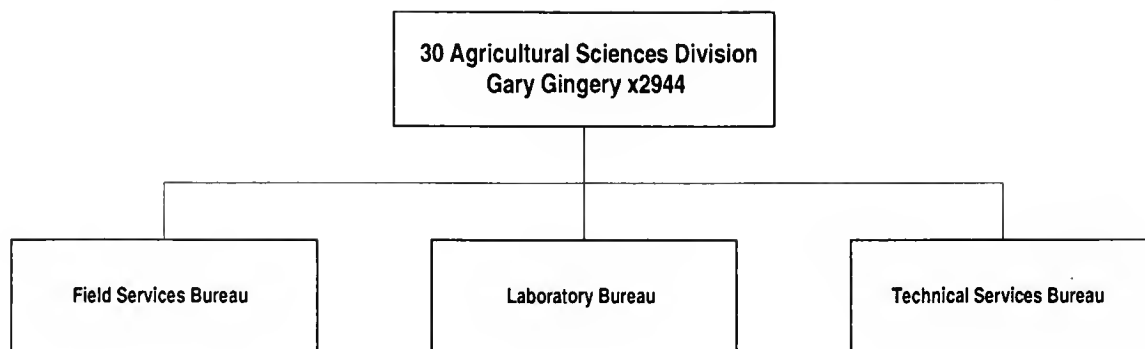 30 Agricultural Sciences Division
Gary Gingery x2944
Field Services Bureau
Laboratory Bureau
Technical Services Bureau